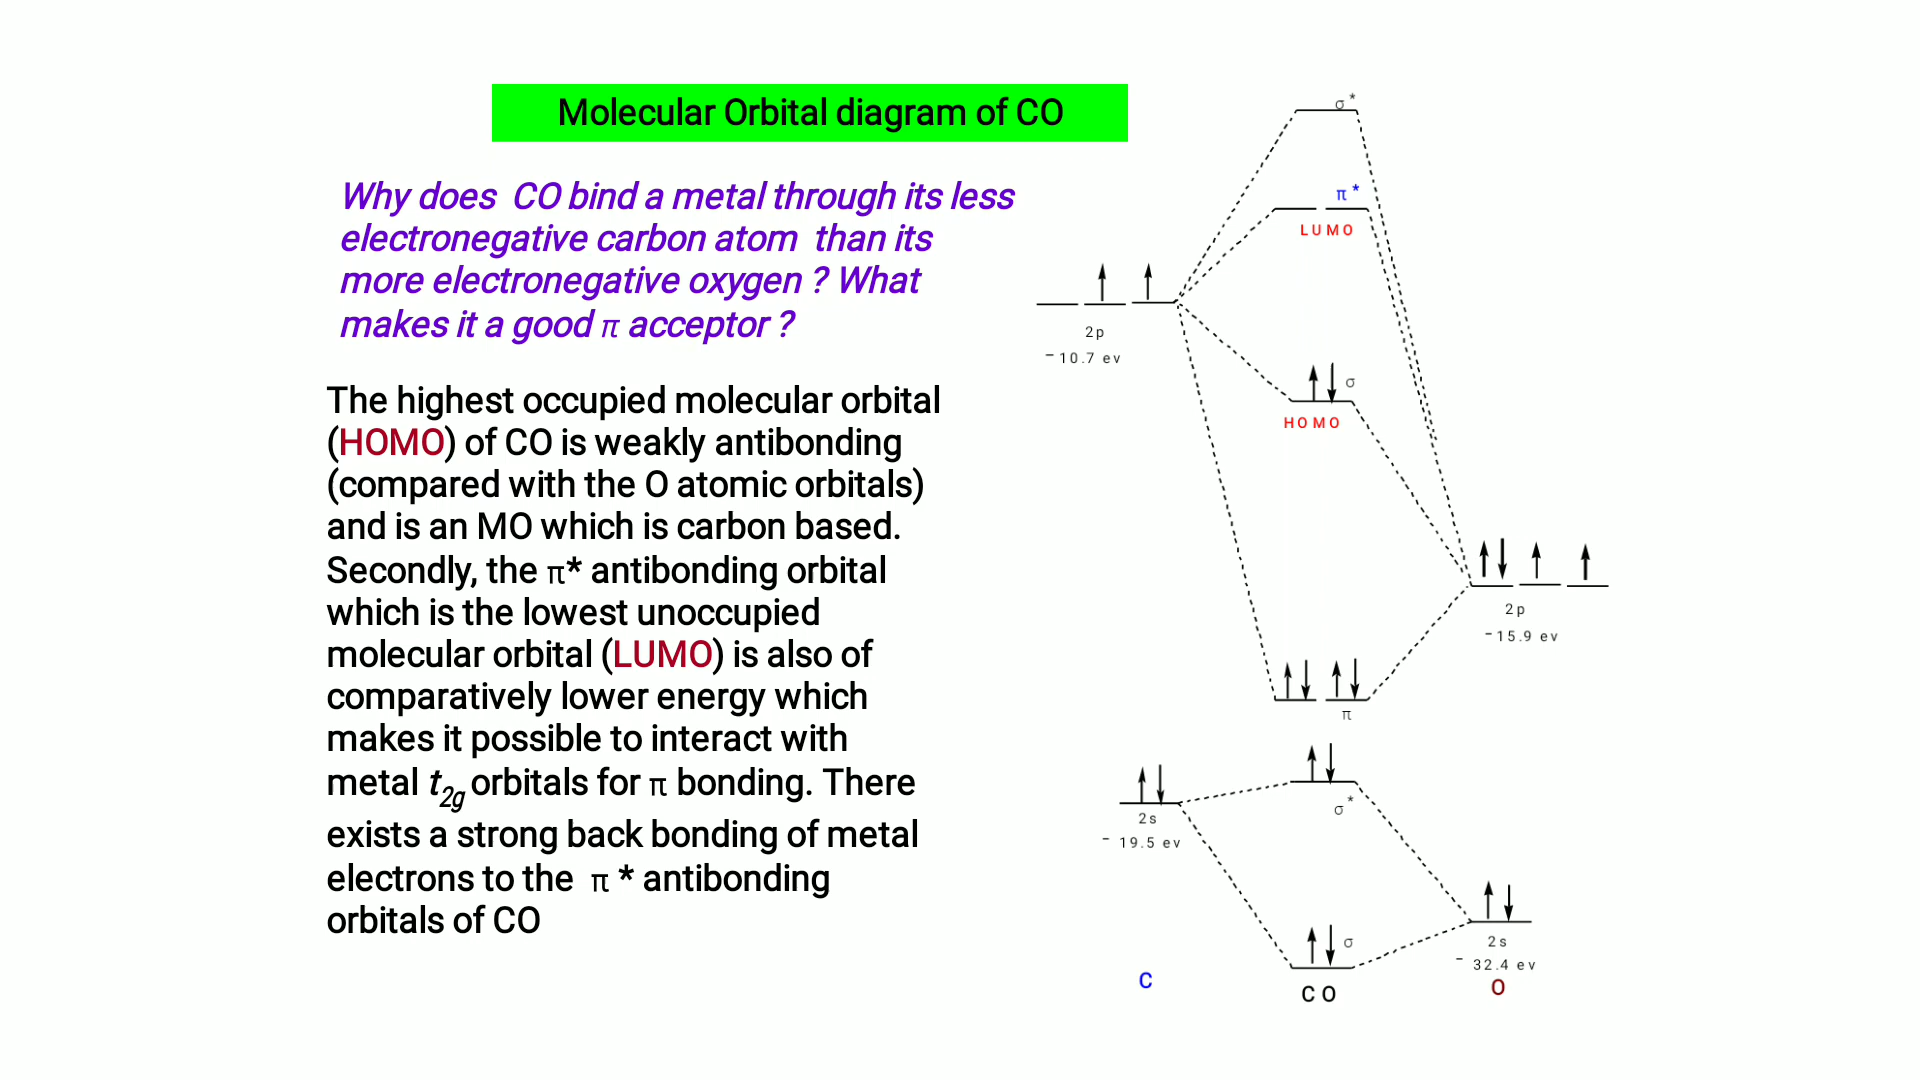 Molecular Orbital diagram of CO
Why does CO bind a metal through its less
electronegative carbon atom than its
more electronegative oxygen ? What
makes it a good π acceptor ?
The highest occupied molecular orbital
(HOMO) of CO is weakly antibonding
(compared with the O atomic orbitals)
and is an MO which is carbon based.
Secondly, the π* antibonding orbital
which is the lowest unoccupied
molecular orbital (LUMO) is also of
comparatively lower energy which
makes it possible to interact with
metal t2g orbitals for π bonding. There
exists a strong back bonding of metal
electrons to the π * antibonding
orbitals of CO
σ*
π*
LUMO
2p
-10.7 ev
σ
HOMO
2p
-15.9 ev
π
σ*
2s
- 19.5 ev
σ
2s
- 32.4 ev
C
CO
O